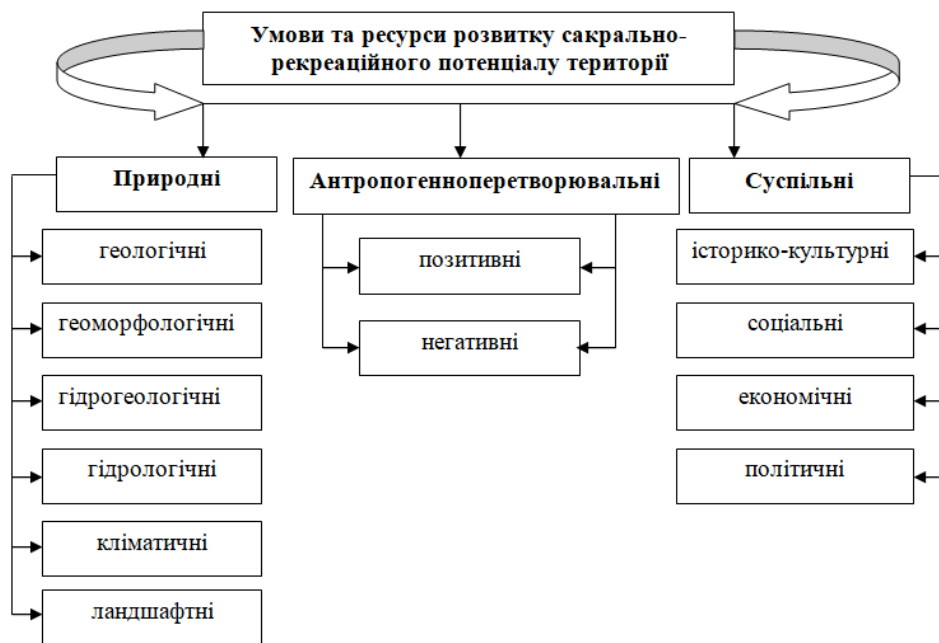 Умови та ресурси розвитку сакрально-
рекреаційного потенціалу території
Природні
Антропогенноперетворювальні
Суспільні
геологічні
геоморфологічні
гідрогеологічні
гідрологічні
кліматичні
ландшафтні
позитивні
негативні
історико-культурні
соціальні
економічні
політичні